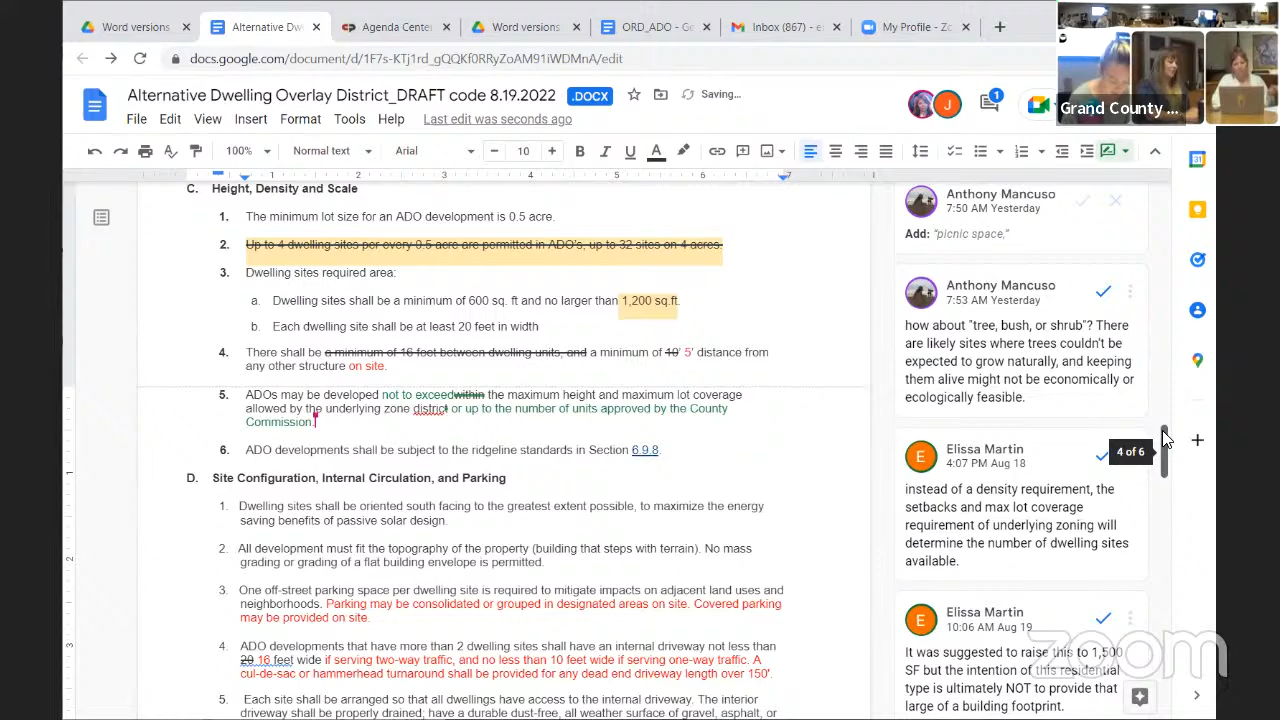 Word versions
Alternative Dw
AgendaCente
W
ORD_ADO - Go
Inbox (867) - e
My Profile - Zo
docs.google.com/document/d/1F7s-KTj1rd_gQQKf0RRyZoAM91iWDMnA/edit
Grand County ...
Alternative Dwelling Overlay District_DRAFT code 8.19.2022
.DOCX
Saving...
J
1
File Edit View Insert Format Tools Help Last edit was seconds ago
100% Normal text Arial 10
1 2 3 4 5 6 7
C. Height, Density and Scale
1. The minimum lot size for an ADO development is 0.5 acre.
2. Up to 4 dwelling sites per every 0.5 acre are permitted in ADO's, up to 32 sites on 4 acres.
3. Dwelling sites required area:
a. Dwelling sites shall be a minimum of 600 sq. ft and no larger than 1,200 sq.ft.
b. Each dwelling site shall be at least 20 feet in width
4. There shall be a minimum of 16 feet between dwelling units, and a minimum of 10' 5' distance from
any other structure on site.
5. ADOs may be developed not to exceedwithin the maximum height and maximum lot coverage
allowed by the underlying zone district or up to the number of units approved by the County
Commission.
6. ADO developments shall be subject to the ridgeline standards in Section 6.9.8.
D. Site Configuration, Internal Circulation, and Parking
1. Dwelling sites shall be oriented south facing to the greatest extent possible, to maximize the energy
saving benefits of passive solar design.
2. All development must fit the topography of the property (building that steps with terrain). No mass
grading or grading of a flat building envelope is permitted.
3. One off-street parking space per dwelling site is required to mitigate impacts on adjacent land uses and
neighborhoods. Parking may be consolidated or grouped in designated areas on site. Covered parking
may be provided on site.
4. ADO developments that have more than 2 dwelling sites shall have an internal driveway not less than
20 16 feet wide if serving two-way traffic, and no less than 10 feet wide if serving one-way traffic. A
cul-de-sac or hammerhead turnaround shall be provided for any dead end driveway length over 150'.
5. Each site shall be arranged so that all dwellings have access to the internal driveway. The interior
driveway shall be properly drained; have a durable dust-free, all weather surface of gravel, asphalt, or
Anthony Mancuso
7:50 AM Yesterday
Add: "picnic space,"
Anthony Mancuso
7:53 AM Yesterday
how about "tree, bush, or shrub"? There
are likely sites where trees couldn't be
expected to grow naturally, and keeping
them alive might not be economically or
ecologically feasible.
E
Elissa Martin
4:07 PM Aug 18
4 of 6
instead of a density requirement, the
setbacks and max lot coverage
requirement of underlying zoning will
determine the number of dwelling sites
available.
E
Elissa Martin
10:06 AM Aug 19
It was suggested to raise this to 1,500
SF but the intention of this residential
type is ultimately NOT to provide that
large of a building footprint.
zoom